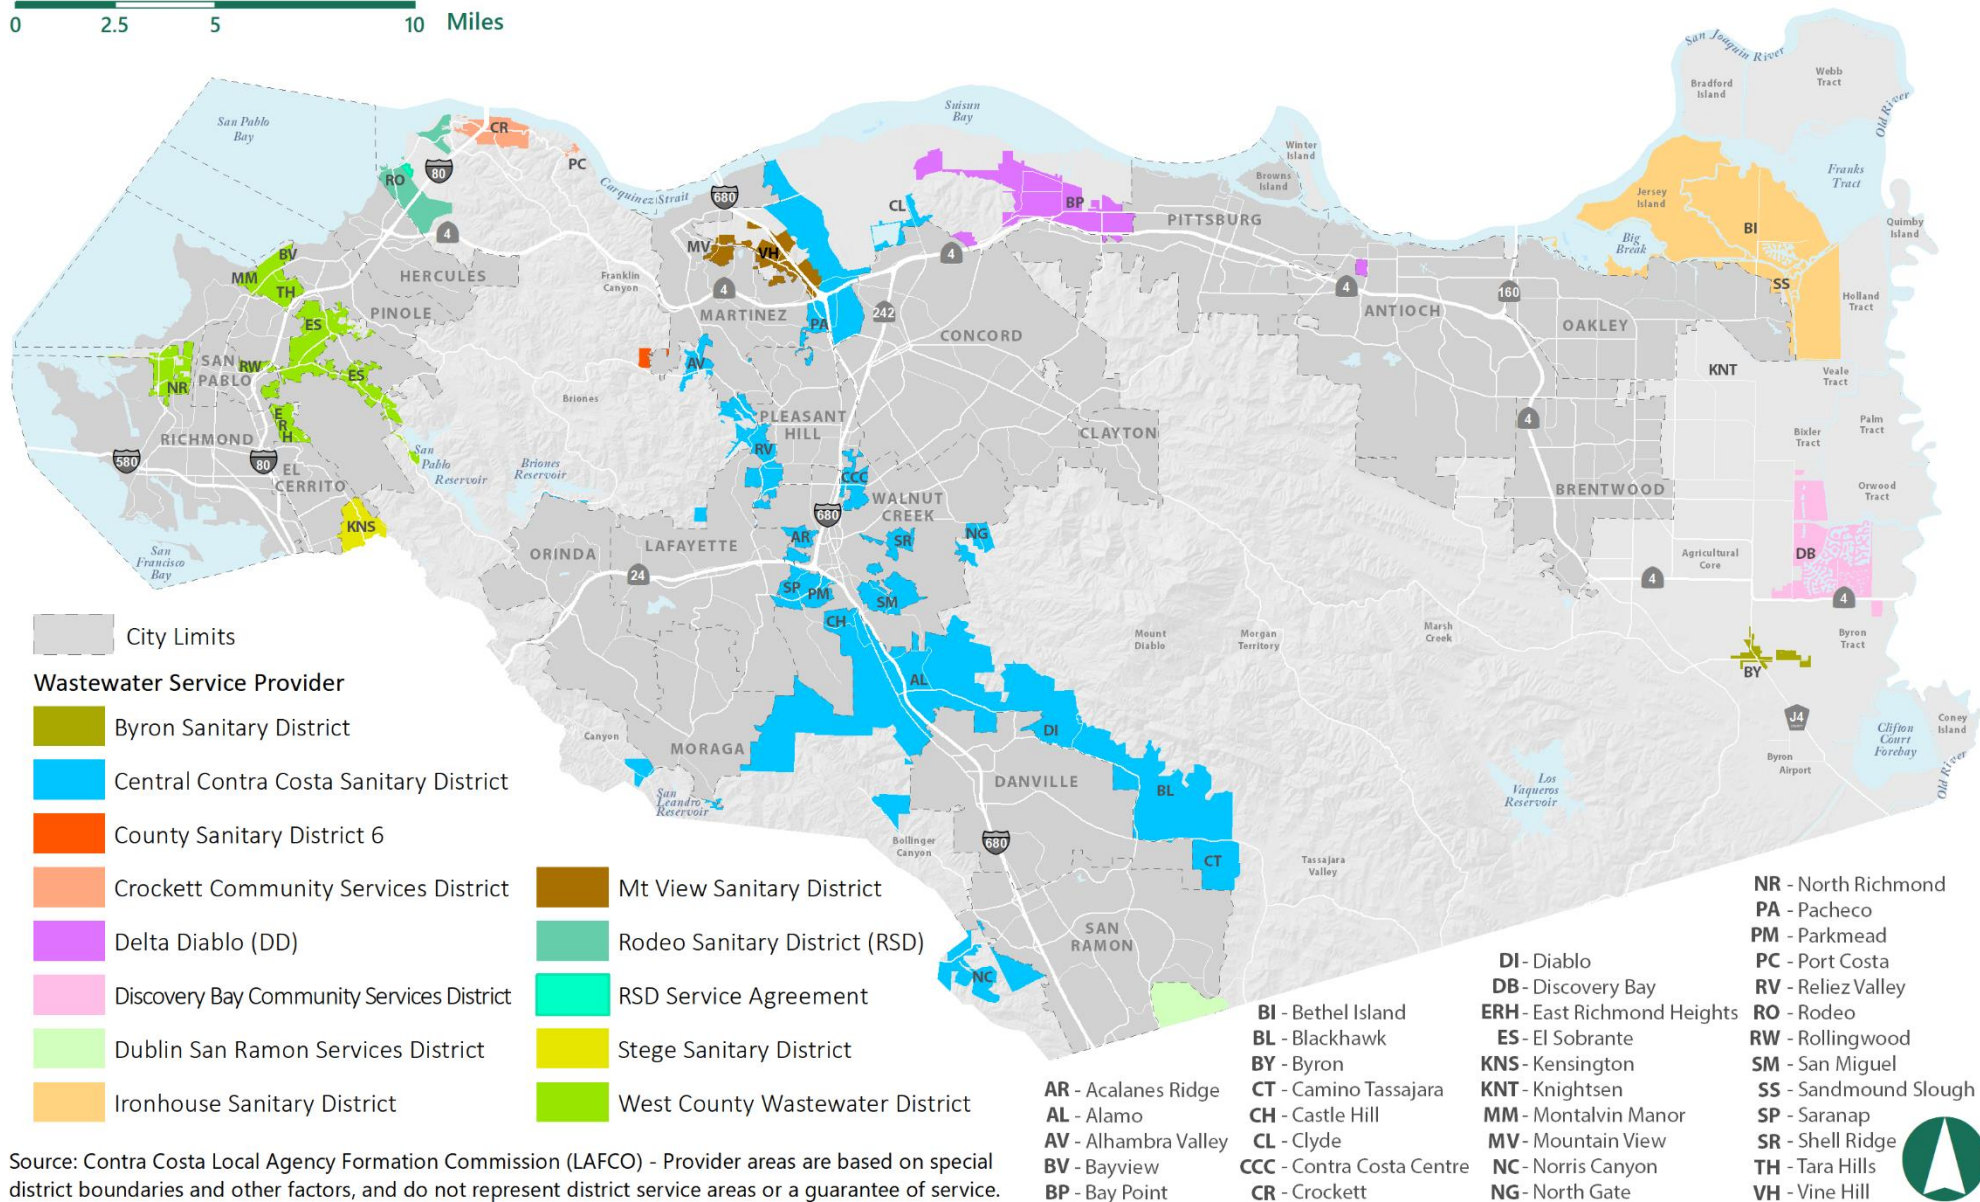 0 2.5 5 10 Miles
San Joaquin River
Bradford
Island
Webb
Tract
Old River
San Pablo
Bay
Suisun
Bay
CR
PC
80
RO
Carquinez Strait
Winter
Island
Browns
Island
Franks
Tract
Jersey
Island
Quimby
Island
680
CL
BP
PITTSBURG
BI
4
MV
VH
4
Big
Break
BV
MM
TH
HERCULES
Franklin
Canyon
4
MARTINEZ
PA
242
CONCORD
4
ANTIOCH
160
OAKLEY
SS
Holland
Tract
PINOLE
ES
SAN
PABLO
RW
ES
NR
AV
KNT
Veale
Tract
Briones
E
R
H
RICHMOND
PLEASANT
HILL
CLAYTON
4
Bixler
Tract
Palm
Tract
RV
580
80
EL
CERRITO
San
Pablo
Reservoir
Briones
Reservoir
CCC
WALNUT
CREEK
BRENTWOOD
Orwood
Tract
KNS
680
AR
SR
NG
San
Francisco
Bay
ORINDA
LAFAYETTE
24
Agricultural
Core
DB
SP
PM
SM
4
4
CH
Mount
Diablo
Morgan
Territory
Marsh
Creek
Byron
Tract
BY
AL
J4
Clifton
Court
Forebay
Coney
Island
Canyon
MORAGA
DI
Byron
Airport
Old River
San
Leandro
Reservoir
DANVILLE
BL
Los
Vaqueros
Reservoir
Bollinger
Canyon
680
CT
Tassajara
Valley
SAN
RAMON
NC
City Limits
Wastewater Service Provider
Byron Sanitary District
Central Contra Costa Sanitary District
County Sanitary District 6
Crockett Community Services District
Delta Diablo (DD)
Discovery Bay Community Services District
Dublin San Ramon Services District
Ironhouse Sanitary District
Mt View Sanitary District
Rodeo Sanitary District (RSD)
RSD Service Agreement
Stege Sanitary District
West County Wastewater District
AR - Acalanes Ridge
AL - Alamo
AV - Alhambra Valley
BV - Bayview
BP - Bay Point
BI - Bethel Island
BL - Blackhawk
BY - Byron
CT - Camino Tassajara
CH - Castle Hill
CL - Clyde
CCC - Contra Costa Centre
CR - Crockett
DI - Diablo
DB - Discovery Bay
ERH - East Richmond Heights
ES - El Sobrante
KNS - Kensington
KNT - Knightsen
MM - Montalvin Manor
MV - Mountain View
NC - Norris Canyon
NG - North Gate
NR - North Richmond
PA - Pacheco
PM - Parkmead
PC - Port Costa
RV - Reliez Valley
RO - Rodeo
RW - Rollingwood
SM - San Miguel
SS - Sandmound Slough
SP - Saranap
SR - Shell Ridge
TH - Tara Hills
VH - Vine Hill
Source: Contra Costa Local Agency Formation Commission (LAFCO) - Provider areas are based on special
district boundaries and other factors, and do not represent district service areas or a guarantee of service.